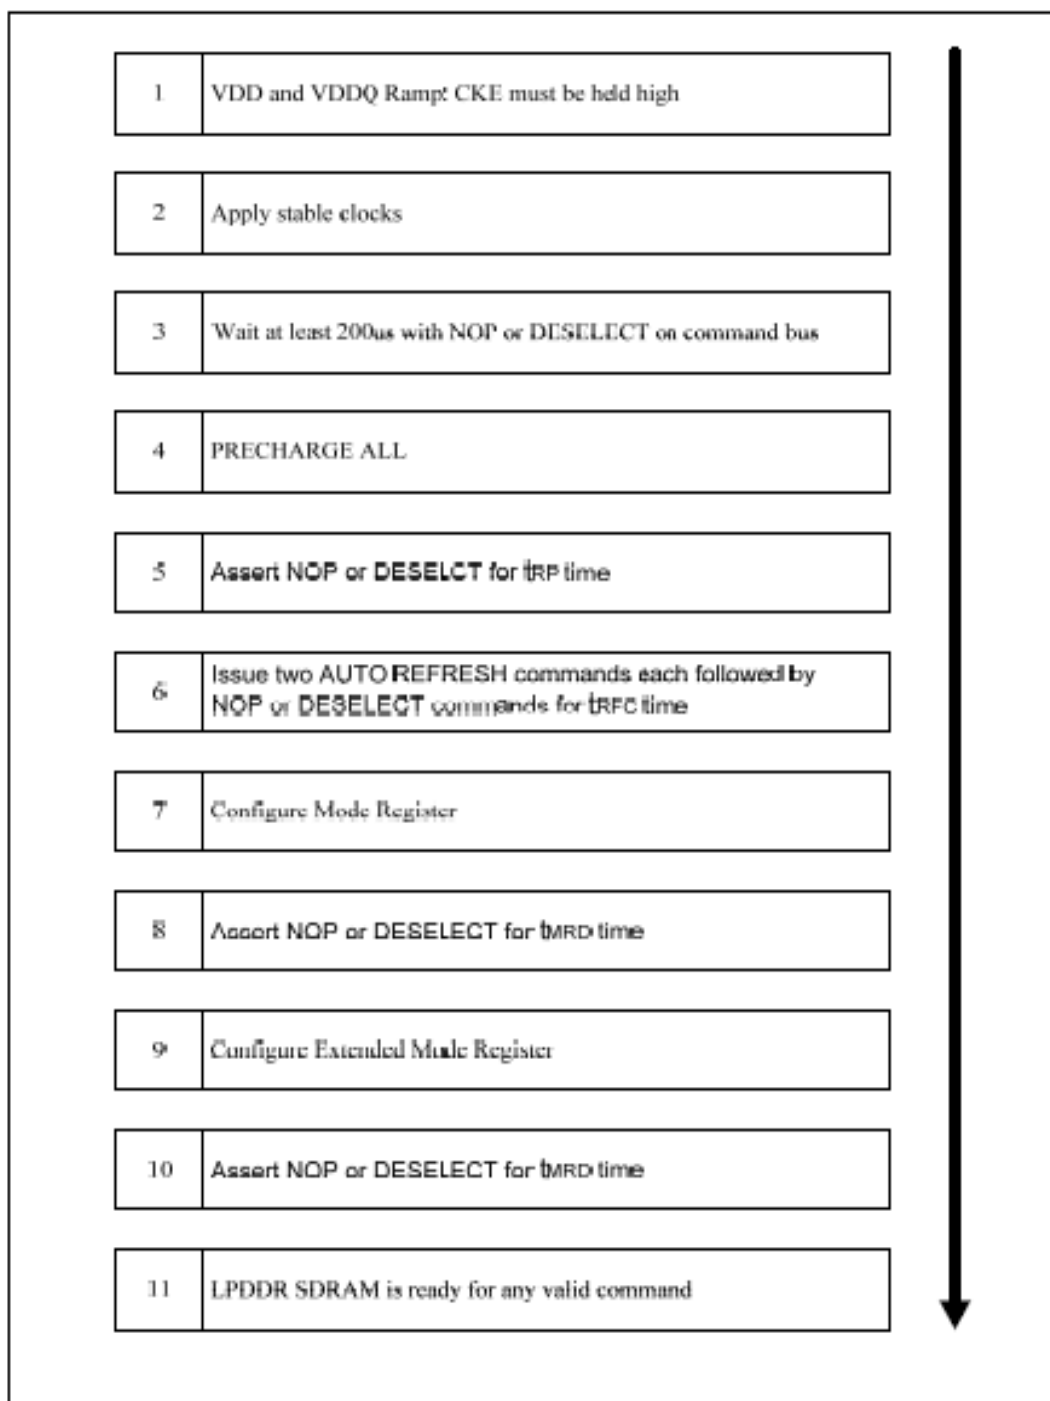 1
VDD and VDDQ Ramp: CKE must be held high
2
Apply stable clocks
3
Wait at least 200us with NOP or DESELECT on command bus
4
PRECHARGE ALL
5
Assert NOP or DESELCT for tRP time
6
Issue two AUTO REFRESH commands each followed by
NOP or DESELECT commands for tRFC time
7
Configure Mode Register
8
Assert NOP or DESELECT for tMRD time
9
Configure Extended Mode Register
10
Assert NOP or DESELECT for tMRD time
11
LPDDR SDRAM is ready for any valid command